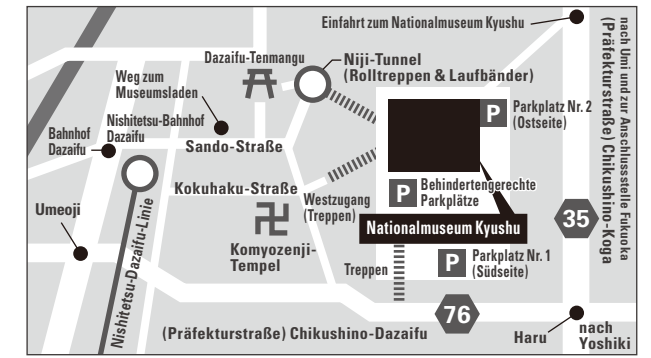 Einfahrt zum Nationalmuseum Kyushu
nach Umi und zur Anschlussstelle Fukuoka
(Präfekturstraße) Chikushino-Koga
Dazaifu-Tenmangu
Niji-Tunnel
(Rolltreppen & Laufbänder)
Weg zum
Museumsladen
P
Parkplatz Nr. 2
(Ostseite)
Nishitetsu-Bahnhof
Dazaifu
Bahnhof
Dazaifu
Sando-Straße
Kokuhaku-Straße
Westzugang
(Treppen)
P
Behindertengerechte
Parkplätze
Umeoji
卍
35
Nationalmuseum Kyushu
Komyozenji-
Tempel
Nishitetsu-Dazaifu-Linie
Treppen
P
Parkplatz Nr. 1
(Südseite)
76
(Präfekturstraße) Chikushino-Dazaifu
Haru
nach
Yoshiki